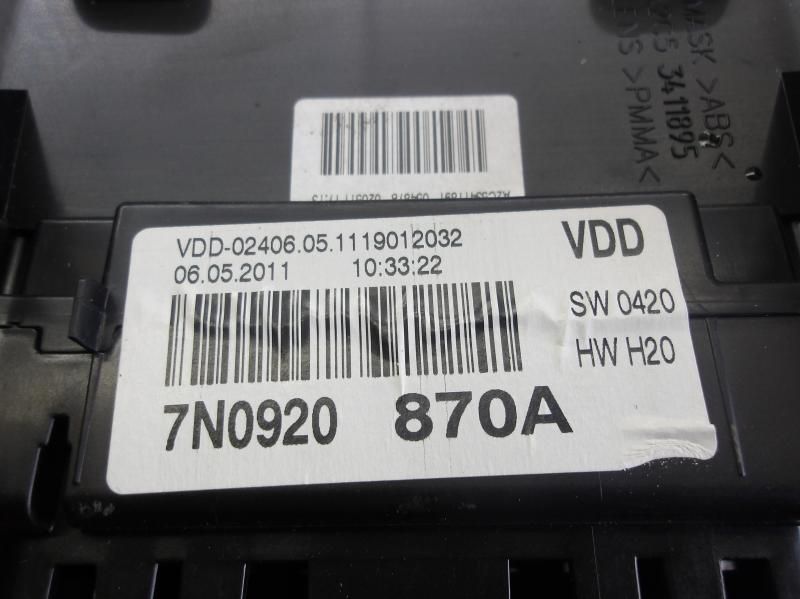 MASK >ABS<
3411895
LENS >PMMA<
VDD-02406.05.1119012032
VDD
06.05.2011 10:33:22
SW 0420
HW H20
7N0920 870A